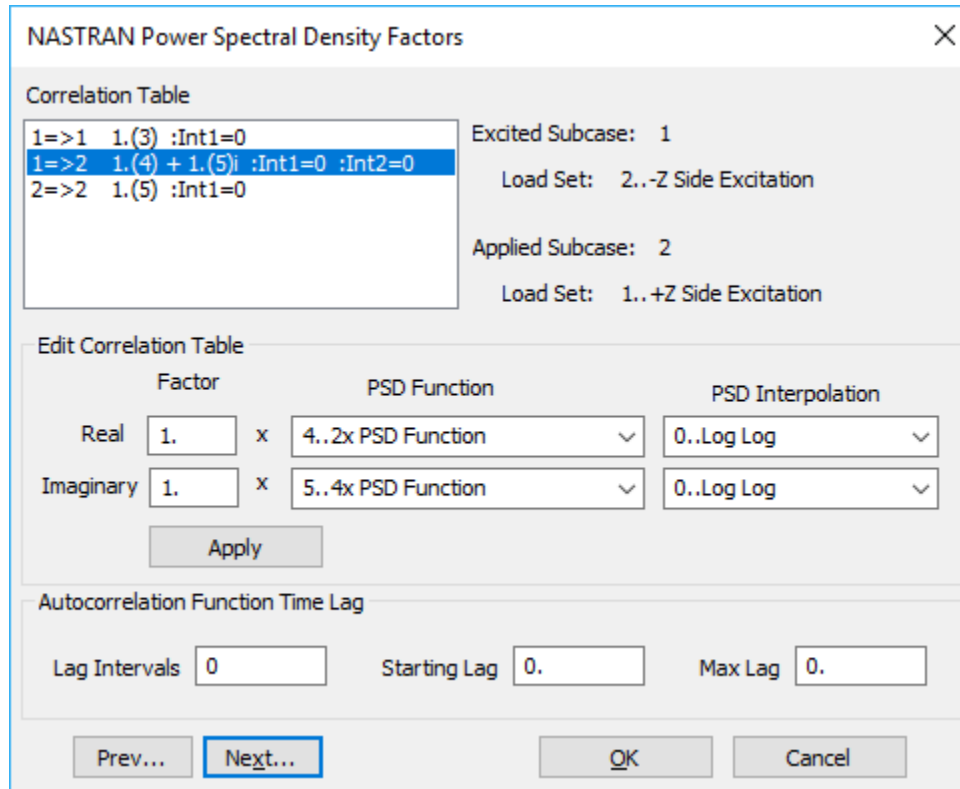 NASTRAN Power Spectral Density Factors
Correlation Table
1=>1 1.(3) :Int1=0
1=>2 1.(4) + 1.(5)i :Int1=0 :Int2=0
2=>2 1.(5) :Int1=0
Excited Subcase: 1
Load Set: 2..-Z Side Excitation
Applied Subcase: 2
Load Set: 1..+Z Side Excitation
Edit Correlation Table
Factor PSD Function PSD Interpolation
Real 1. x 4..2x PSD Function 0..Log Log
Imaginary 1. x 5..4x PSD Function 0..Log Log
Apply
Autocorrelation Function Time Lag
Lag Intervals 0 Starting Lag 0. Max Lag 0.
Prev... Next... OK Cancel